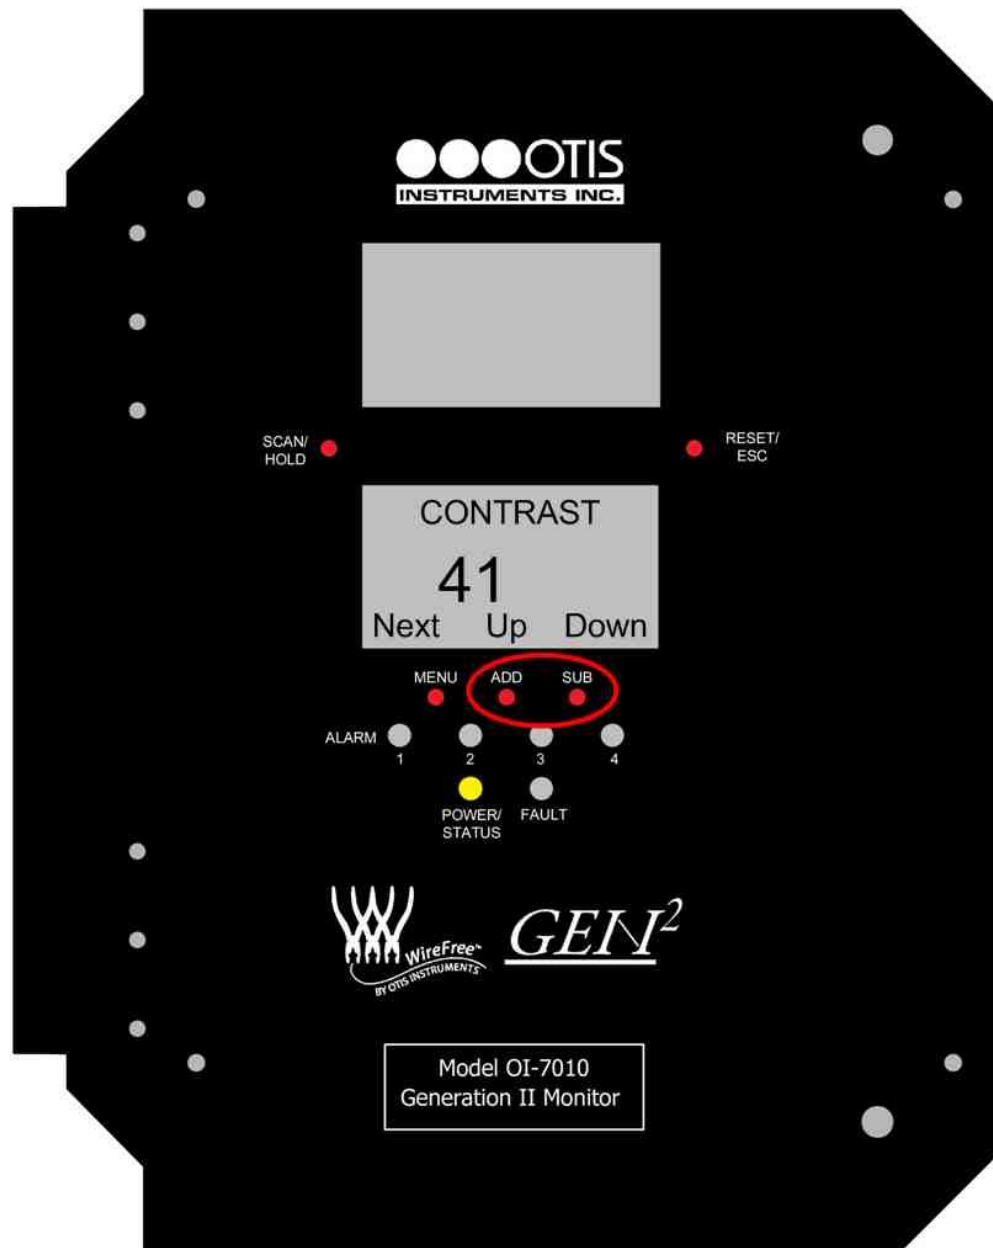 OTIS
INSTRUMENTS INC.
SCAN/
HOLD
RESET/
ESC
CONTRAST
41
Next Up Down
MENU ADD SUB
ALARM
1 2 3 4
POWER/
STATUS
FAULT
WireFree™
BY OTIS INSTRUMENTS
GEN²
Model OI-7010
Generation II Monitor